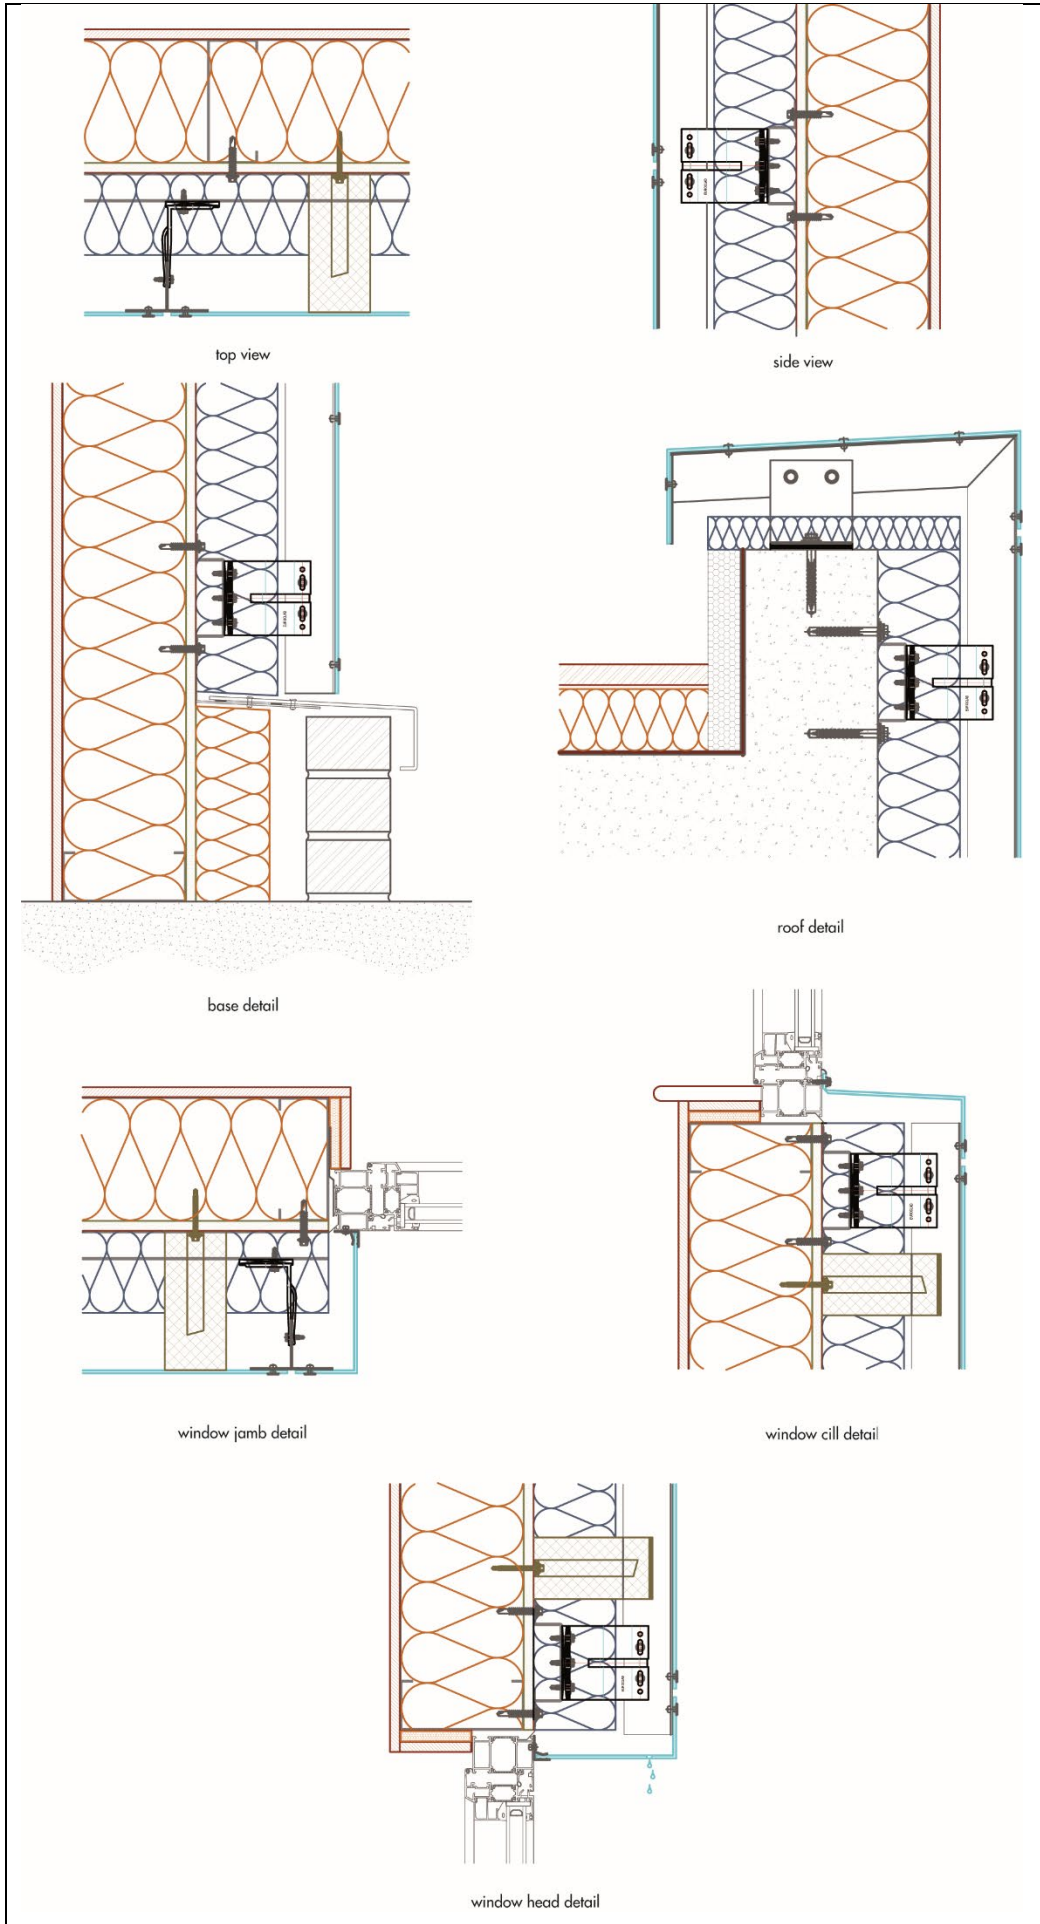 top view
side view
base detail
roof detail
window jamb detail
window cill detail
window head detail